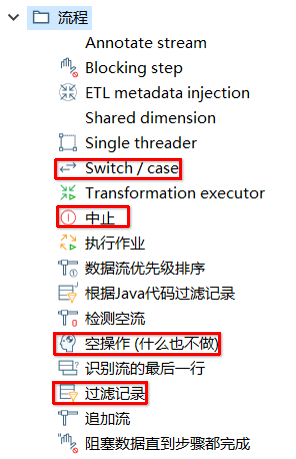 流程
Annotate stream
Blocking step
ETL metadata injection
Shared dimension
Single threader
Switch / case
Transformation executor
中止
执行作业
数据流优先级排序
根据Java代码过滤记录
检测空流
空操作 (什么也不做)
识别流的最后一行
过滤记录
追加流
阻塞数据直到步骤都完成